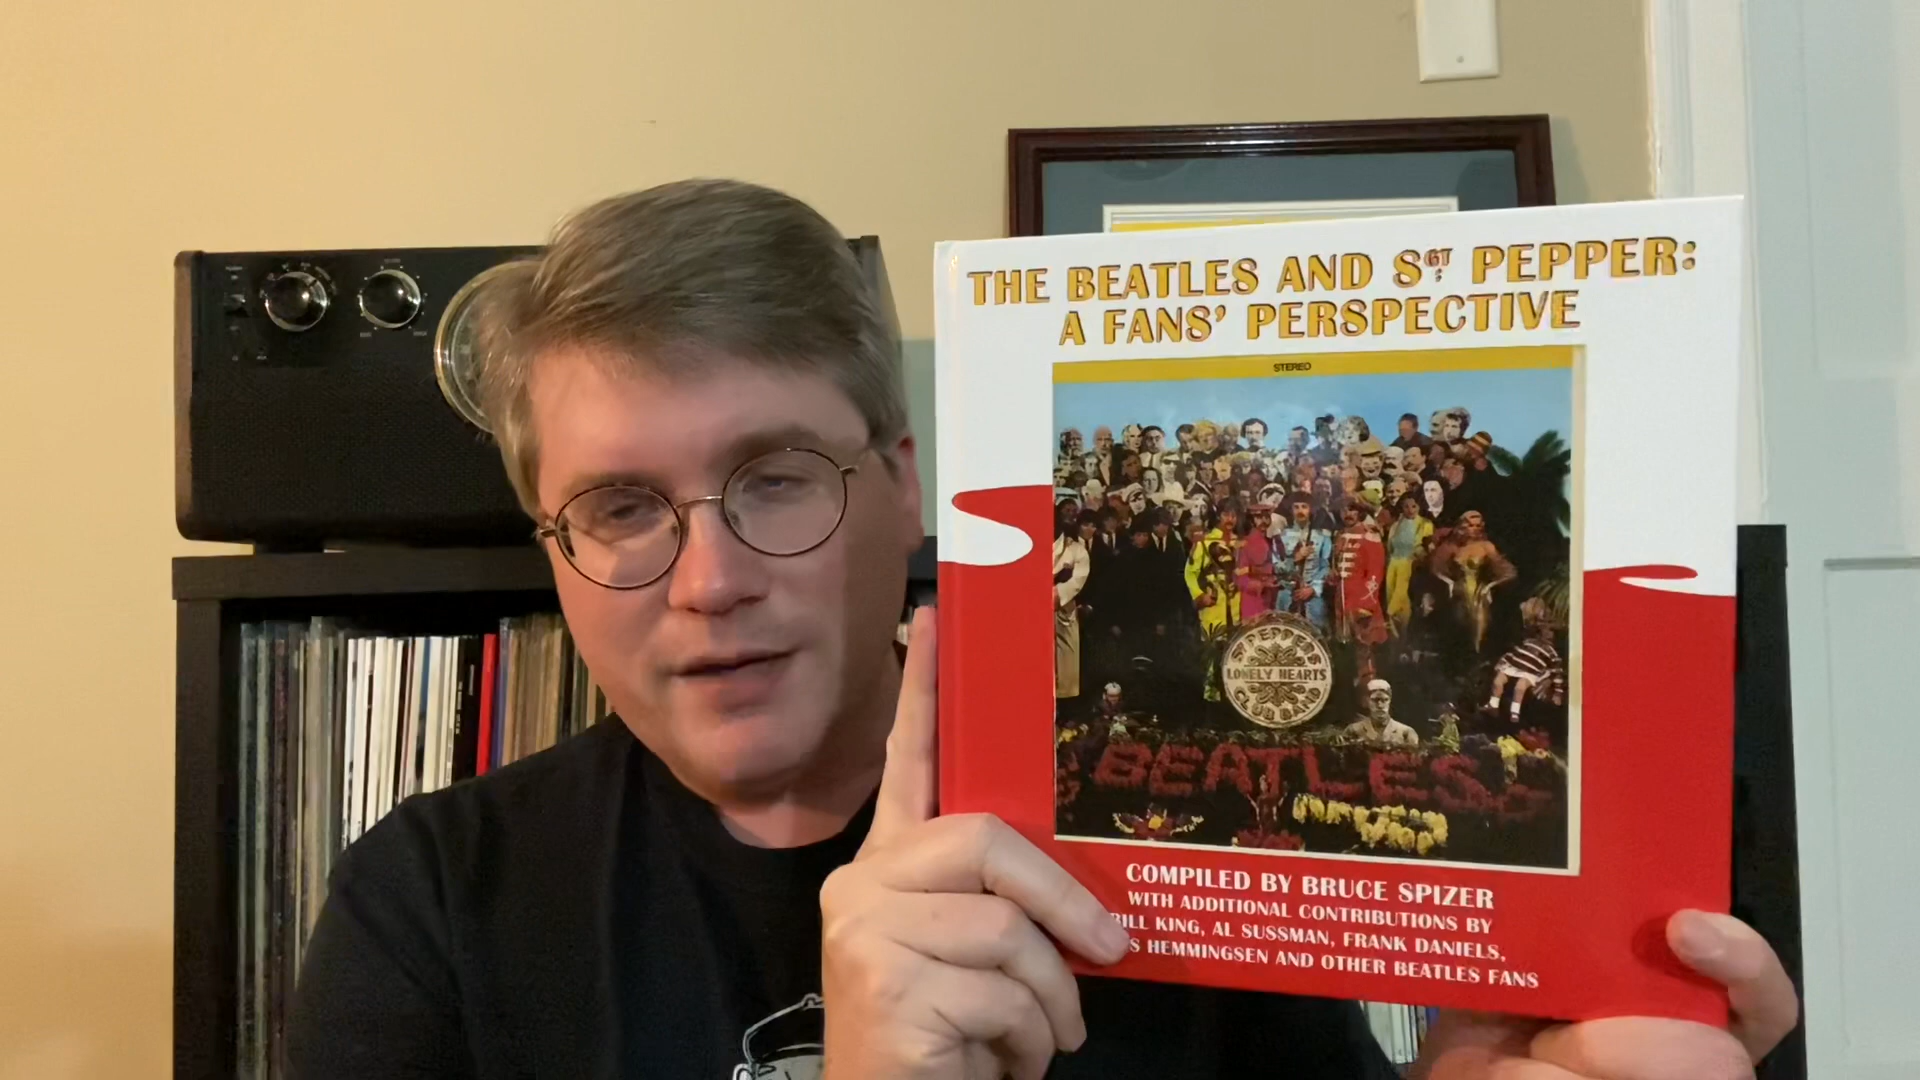 THE BEATLES AND SGT. PEPPER:
A FANS' PERSPECTIVE
STEREO
SGT PEPPERS
LONELY HEARTS
CLUB BAND
BEATLES
COMPILED BY BRUCE SPIZER
WITH ADDITIONAL CONTRIBUTIONS BY
BILL KING, AL SUSSMAN, FRANK DANIELS,
HEMMINGSEN AND OTHER BEATLES FANS